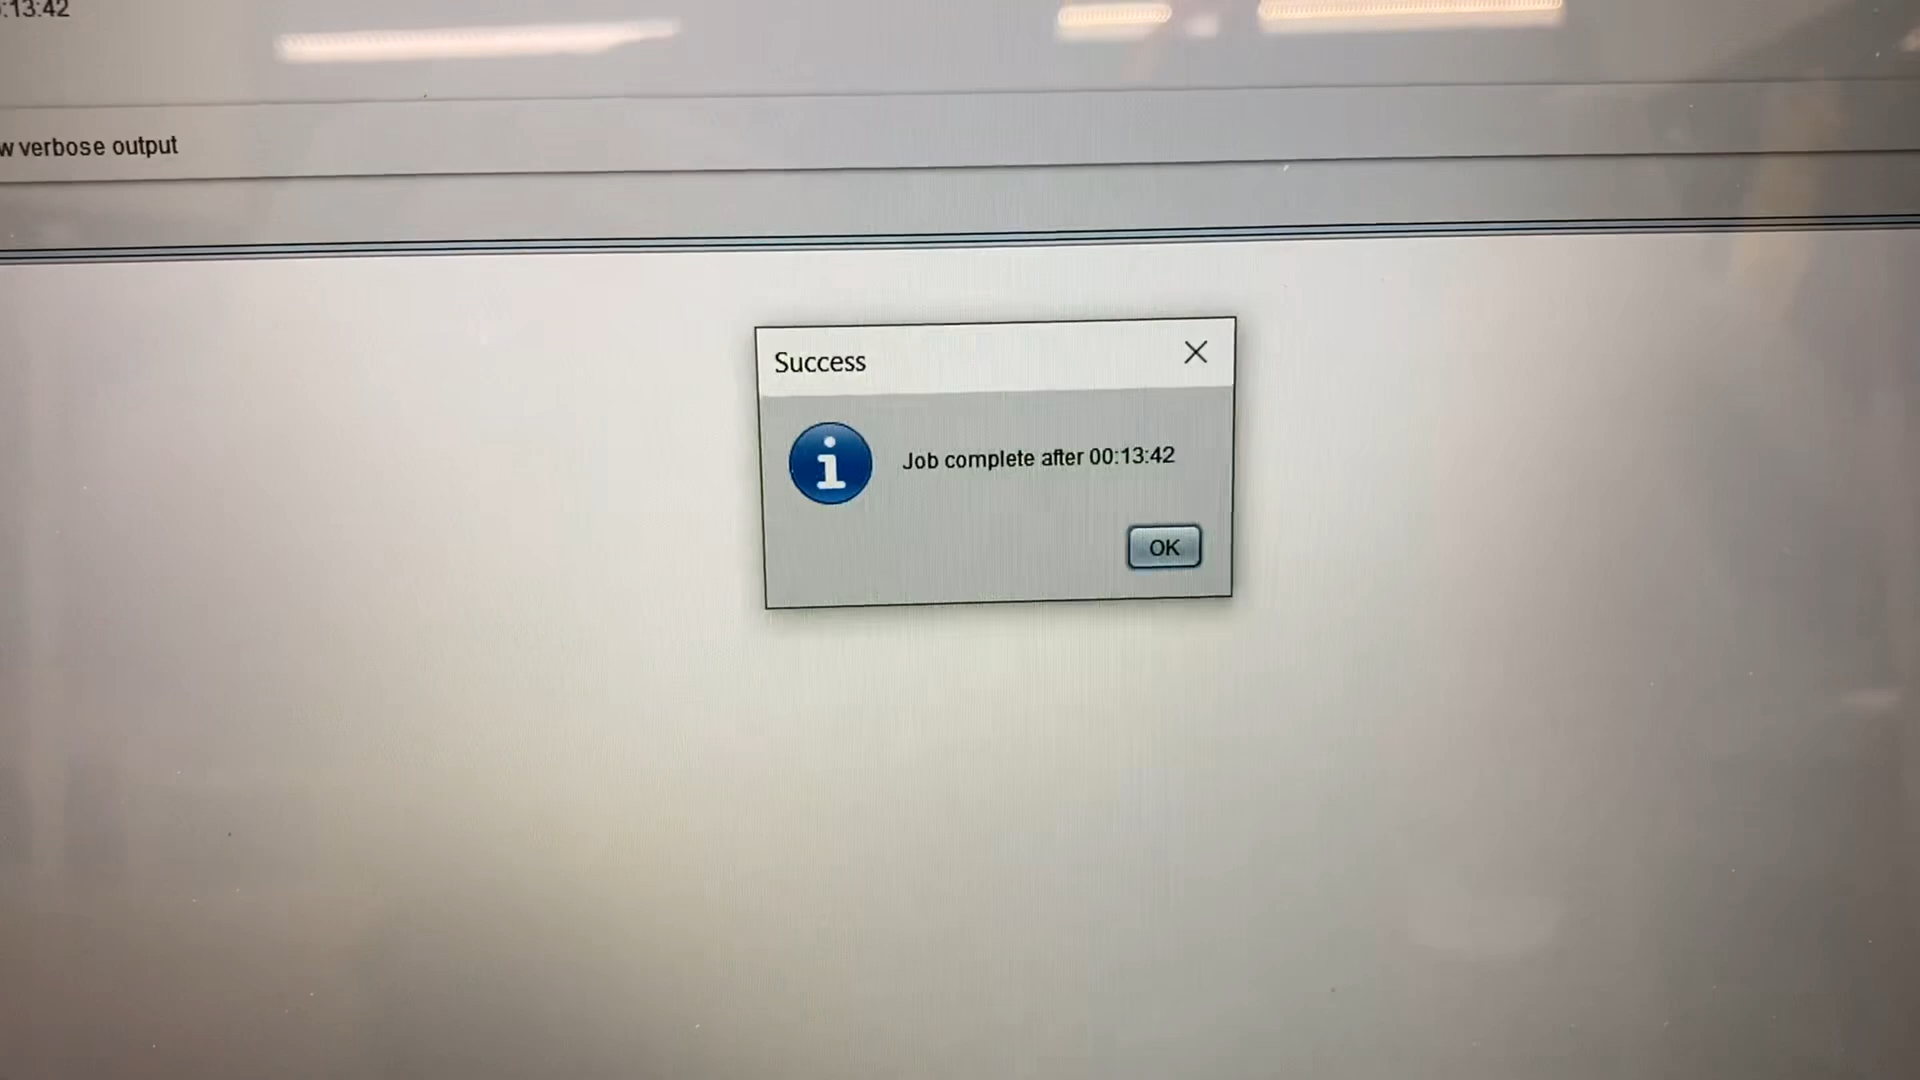 :13:42
w verbose output
Success
Job complete after 00:13:42
OK